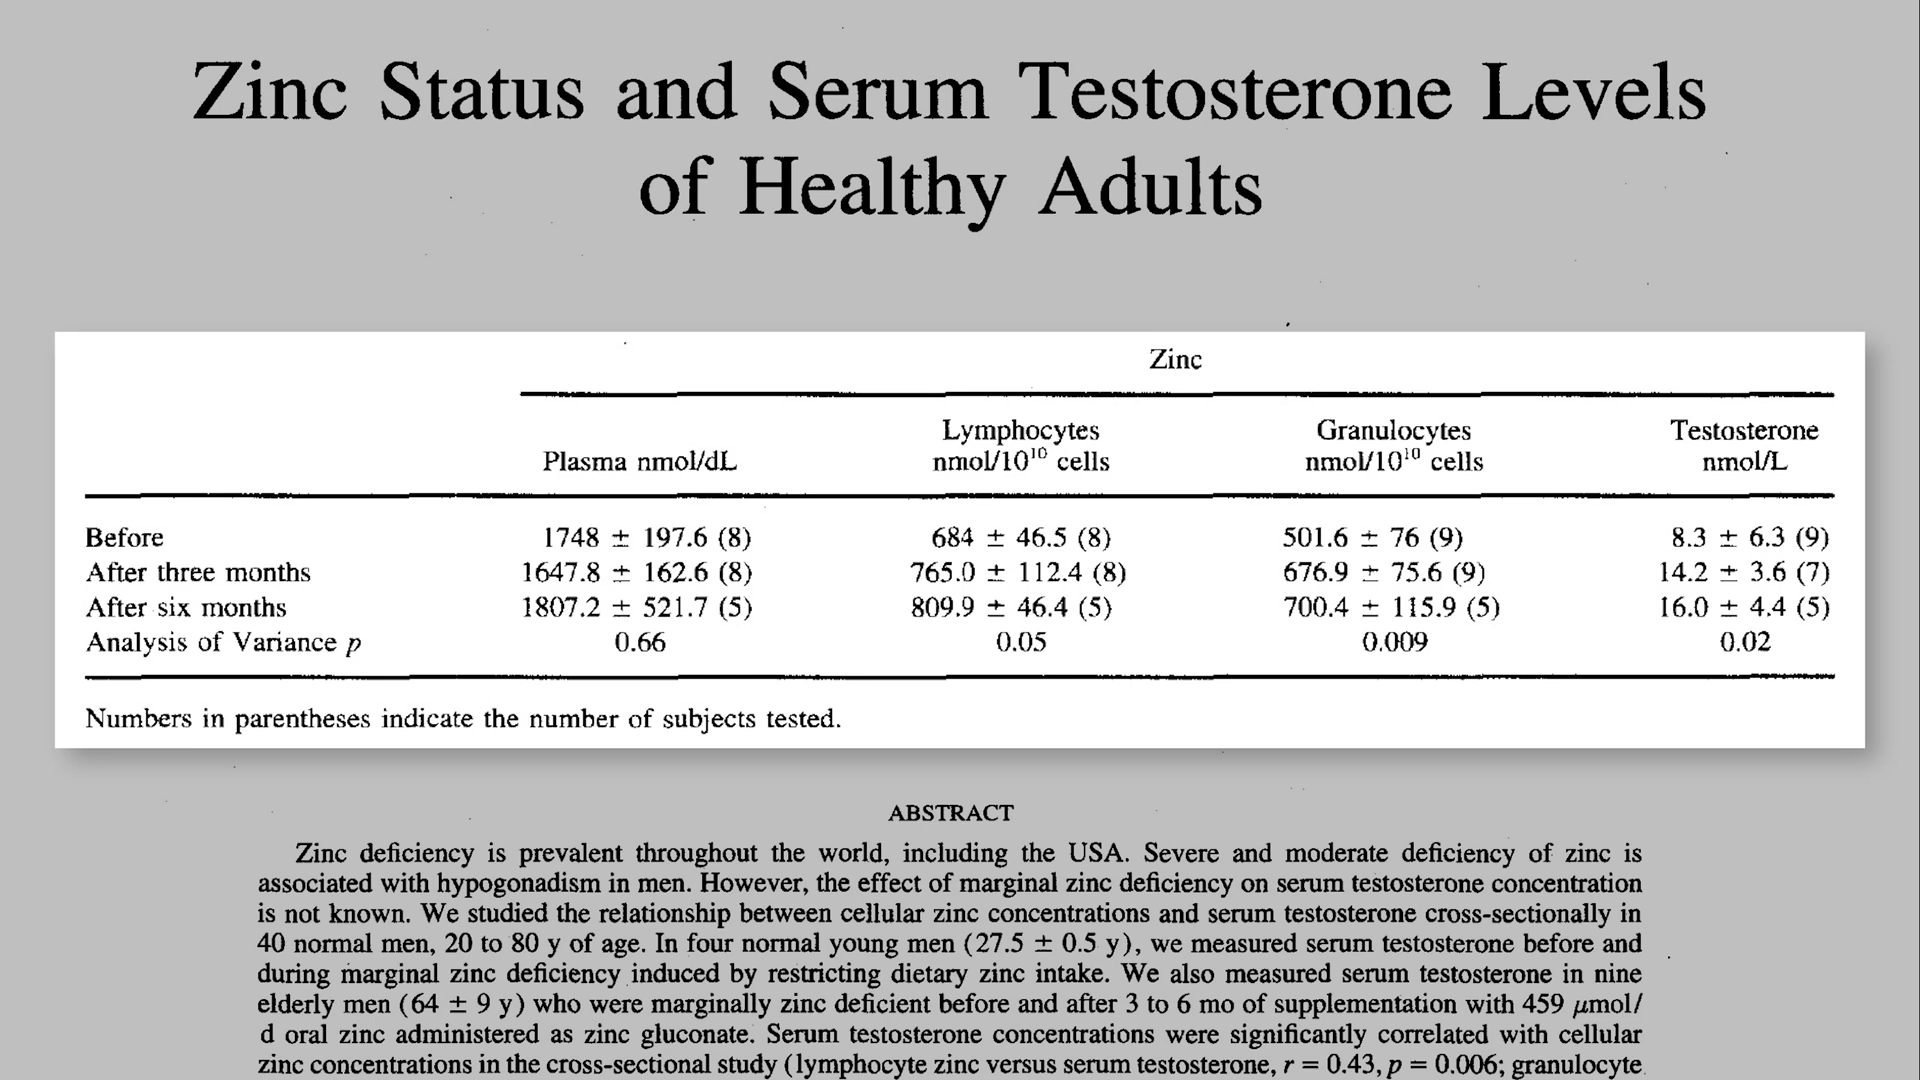 Zinc Status and Serum Testosterone Levels
of Healthy Adults
Zinc
Plasma nmol/dL Lymphocytes nmol/10¹⁰ cells Granulocytes nmol/10¹⁰ cells Testosterone nmol/L
Before 1748 ± 197.6 (8) 684 ± 46.5 (8) 501.6 ± 76 (9) 8.3 ± 6.3 (9)
After three months 1647.8 ± 162.6 (8) 765.0 ± 112.4 (8) 676.9 ± 75.6 (9) 14.2 ± 3.6 (7)
After six months 1807.2 ± 521.7 (5) 809.9 ± 46.4 (5) 700.4 ± 115.9 (5) 16.0 ± 4.4 (5)
Analysis of Variance p 0.66 0.05 0.009 0.02
Numbers in parentheses indicate the number of subjects tested.
ABSTRACT
Zinc deficiency is prevalent throughout the world, including the USA. Severe and moderate deficiency of zinc is
associated with hypogonadism in men. However, the effect of marginal zinc deficiency on serum testosterone concentration
is not known. We studied the relationship between cellular zinc concentrations and serum testosterone cross-sectionally in
40 normal men, 20 to 80 y of age. In four normal young men (27.5 ± 0.5 y), we measured serum testosterone before and
during marginal zinc deficiency induced by restricting dietary zinc intake. We also measured serum testosterone in nine
elderly men (64 ± 9 y) who were marginally zinc deficient before and after 3 to 6 mo of supplementation with 459 μmol/
d oral zinc administered as zinc gluconate. Serum testosterone concentrations were significantly correlated with cellular
zinc concentrations in the cross-sectional study (lymphocyte zinc versus serum testosterone, r = 0.43, p = 0.006; granulocyte